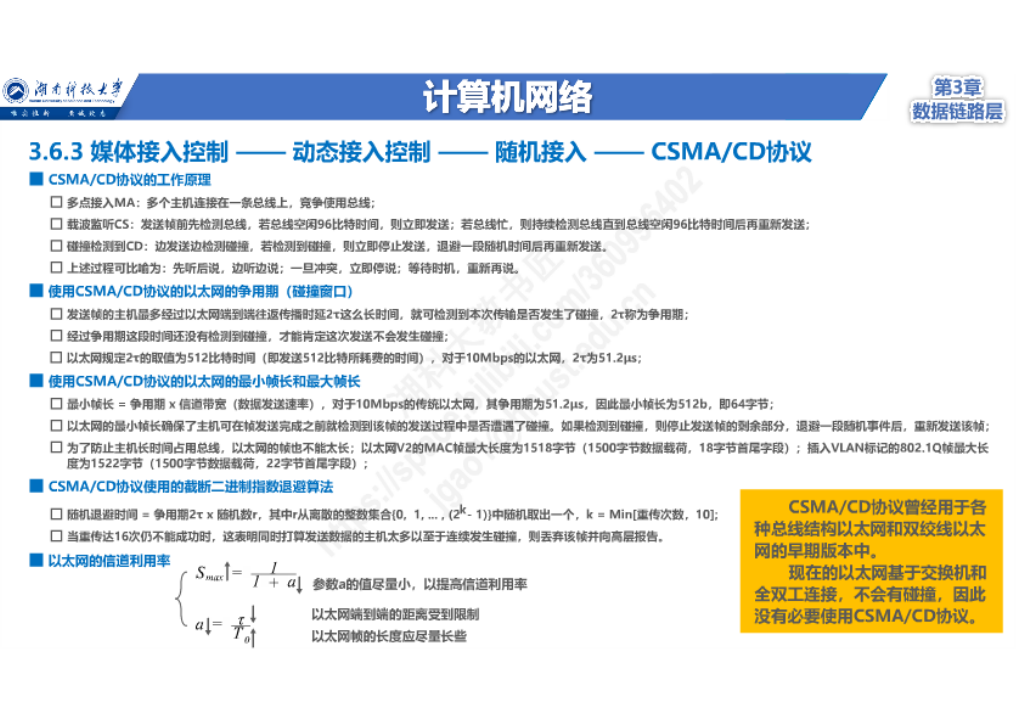 湖南科技大学
唯实惟新 至诚致志
计算机网络
第3章
数据链路层
3.6.3 媒体接入控制 —— 动态接入控制 —— 随机接入 —— CSMA/CD协议
■ CSMA/CD协议的工作原理
☐ 多点接入MA：多个主机连接在一条总线上，竞争使用总线；
☐ 载波监听CS：发送帧前先检测总线，若总线空闲96比特时间，则立即发送；若总线忙，则持续检测总线直到总线空闲96比特时间后再重新发送；
☐ 碰撞检测到CD：边发送边检测碰撞，若检测到碰撞，则立即停止发送，退避一段随机时间后再重新发送。
☐ 上述过程可比喻为：先听后说，边听边说；一旦冲突，立即停说；等待时机，重新再说。
■ 使用CSMA/CD协议的以太网的争用期（碰撞窗口）
☐ 发送帧的主机最多经过以太网端到端往返传播时延2τ这么长时间，就可检测到本次传输是否发生了碰撞，2τ称为争用期；
☐ 经过争用期这段时间还没有检测到碰撞，才能肯定这次发送不会发生碰撞；
☐ 以太网规定2τ的取值为512比特时间（即发送512比特所耗费的时间），对于10Mbps的以太网，2τ为51.2μs；
■ 使用CSMA/CD协议的以太网的最小帧长和最大帧长
☐ 最小帧长 = 争用期 x 信道带宽（数据发送速率），对于10Mbps的传统以太网，其争用期为51.2μs，因此最小帧长为512b，即64字节；
☐ 以太网的最小帧长确保了主机可在帧发送完成之前就检测到该帧的发送过程中是否遭遇了碰撞。如果检测到碰撞，则停止发送帧的剩余部分，退避一段随机事件后，重新发送该帧；
☐ 为了防止主机长时间占用总线，以太网的帧也不能太长；以太网V2的MAC帧最大长度为1518字节（1500字节数据载荷，18字节首尾字段）；插入VLAN标记的802.1Q帧最大长
度为1522字节（1500字节数据载荷，22字节首尾字段）；
■ CSMA/CD协议使用的截断二进制指数退避算法
☐ 随机退避时间 = 争用期2τ x 随机数r，其中r从离散的整数集合{0，1, ... , (2^k - 1)}中随机取出一个，k = Min[重传次数，10]；
☐ 当重传达16次仍不能成功时，这表明同时打算发送数据的主机太多以至于连续发生碰撞，则丢弃该帧并向高层报告。
■ 以太网的信道利用率
S_max↑ = 1 / (1 + a↓) 参数a的值尽量小，以提高信道利用率
a↓ = τ↓ / T_0↑ 以太网端到端的距离受到限制
以太网帧的长度应尽量长些
CSMA/CD协议曾经用于各
种总线结构以太网和双绞线以太
网的早期版本中。
现在的以太网基于交换机和
全双工连接，不会有碰撞，因此
没有必要使用CSMA/CD协议。